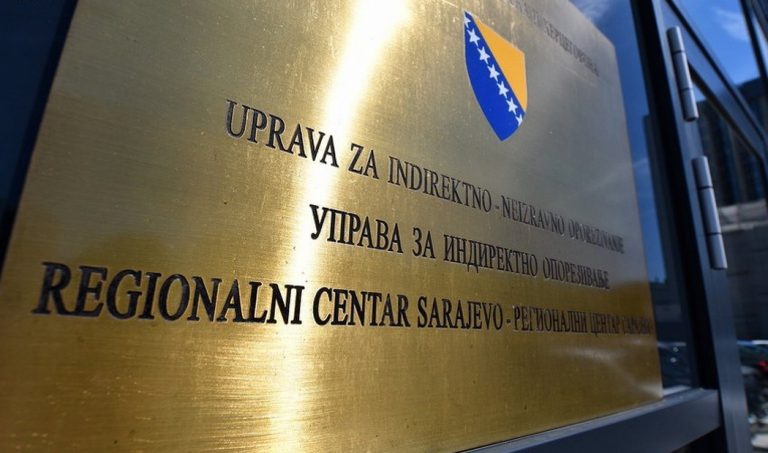 UPRAVA ZA INDIREKTNO - NEIZRAVNO OPOREZIVANJE
УПРАВА ЗА ИНДИРЕКТНО ОПОРЕЗИВАЊЕ
REGIONALNI CENTAR SARAJEVO - РЕГИОНАЛНИ ЦЕНТАР